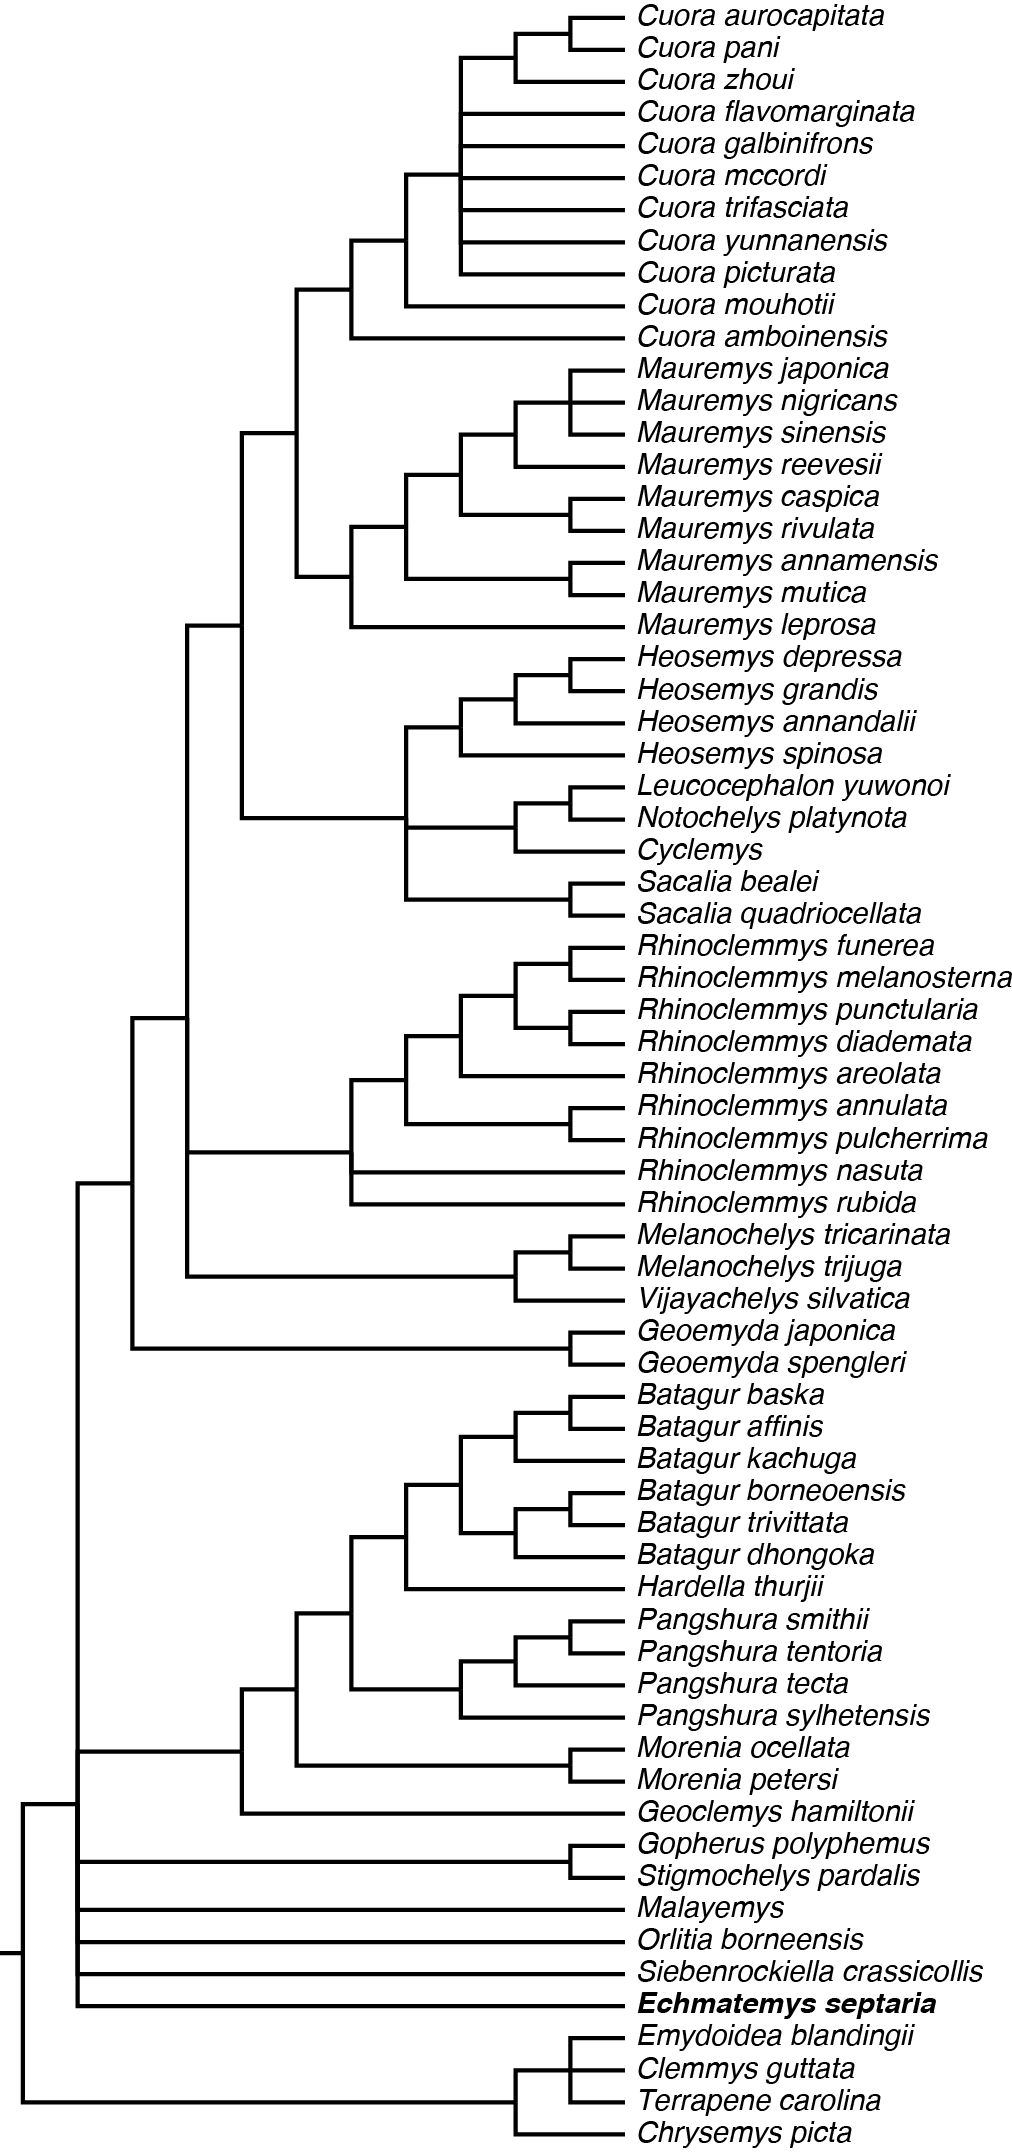 Cuora aurocapitata
Cuora pani
Cuora zhoui
Cuora flavomarginata
Cuora galbinifrons
Cuora mccordi
Cuora trifasciata
Cuora yunnanensis
Cuora picturata
Cuora mouhotii
Cuora amboinensis
Mauremys japonica
Mauremys nigricans
Mauremys sinensis
Mauremys reevesii
Mauremys caspica
Mauremys rivulata
Mauremys annamensis
Mauremys mutica
Mauremys leprosa
Heosemys depressa
Heosemys grandis
Heosemys annandalii
Heosemys spinosa
Leucocephalon yuwonoi
Notochelys platynota
Cyclemys
Sacalia bealei
Sacalia quadriocellata
Rhinoclemmys funerea
Rhinoclemmys melanosterna
Rhinoclemmys punctularia
Rhinoclemmys diademata
Rhinoclemmys areolata
Rhinoclemmys annulata
Rhinoclemmys pulcherrima
Rhinoclemmys nasuta
Rhinoclemmys rubida
Melanochelys tricarinata
Melanochelys trijuga
Vijayachelys silvatica
Geoemyda japonica
Geoemyda spengleri
Batagur baska
Batagur affinis
Batagur kachuga
Batagur borneoensis
Batagur trivittata
Batagur dhongoka
Hardella thurjii
Pangshura smithii
Pangshura tentoria
Pangshura tecta
Pangshura sylhetensis
Morenia ocellata
Morenia petersi
Geoclemys hamiltonii
Gopherus polyphemus
Stigmochelys pardalis
Malayemys
Orlitia borneensis
Siebenrockiella crassicollis
Echmatemys septaria
Emydoidea blandingii
Clemmys guttata
Terrapene carolina
Chrysemys picta